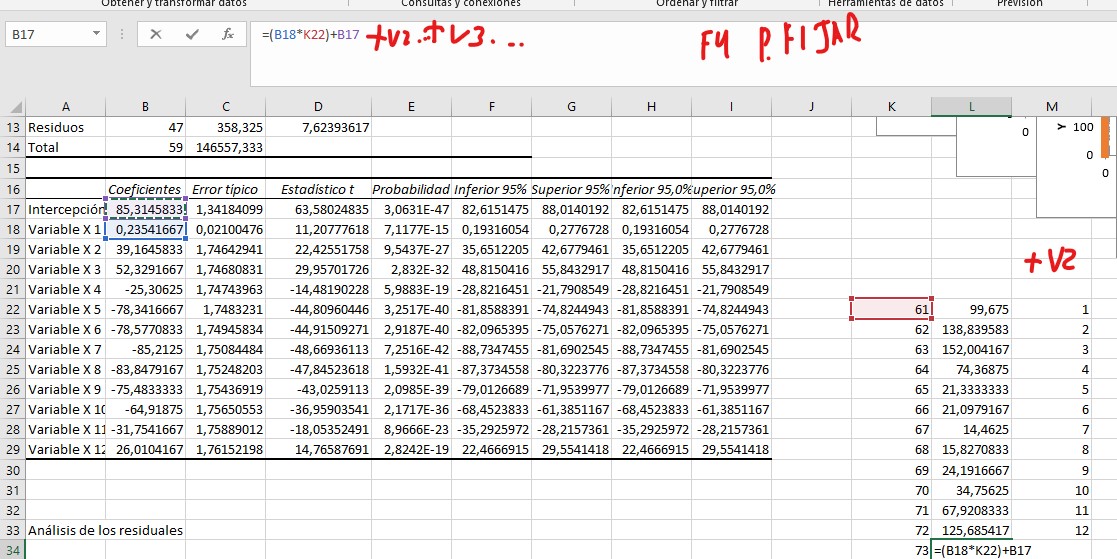 Obtener y transformar datos Consultas y conexiones Ordenar y filtrar Herramientas de datos Previsión
B17 fx =(B18*K22)+B17 +V2.+V3... F4 P. FIJAR
A B C D E F G H I J K L M
13 Residuos 47 358,325 7,62393617 0 Y 100
14 Total 59 146557,333 0
15 0
16 Coeficientes Error típico Estadístico t Probabilidad Inferior 95% Superior 95% nferior 95,0% uperior 95,0%
17 Intercepción 85,3145833 1,34184099 63,58024835 3,0631E-47 82,6151475 88,0140192 82,6151475 88,0140192
18 Variable X 1 0,23541667 0,02100476 11,20777618 7,1177E-15 0,19316054 0,2776728 0,19316054 0,2776728
19 Variable X 2 39,1645833 1,74642941 22,42551758 9,5437E-27 35,6512205 42,6779461 35,6512205 42,6779461
20 Variable X 3 52,3291667 1,74680831 29,95701726 2,832E-32 48,8150416 55,8432917 48,8150416 55,8432917 +V2
21 Variable X 4 -25,30625 1,74743963 -14,48190228 5,9883E-19 -28,8216451 -21,7908549 -28,8216451 -21,7908549
22 Variable X 5 -78,3416667 1,7483231 -44,80960446 3,2517E-40 -81,8588391 -74,8244943 -81,8588391 -74,8244943 61 99,675 1
23 Variable X 6 -78,5770833 1,74945834 -44,91509271 2,9187E-40 -82,0965395 -75,0576271 -82,0965395 -75,0576271 62 138,839583 2
24 Variable X 7 -85,2125 1,75084484 -48,66936113 7,2516E-42 -88,7347455 -81,6902545 -88,7347455 -81,6902545 63 152,004167 3
25 Variable X 8 -83,8479167 1,75248203 -47,84523618 1,5932E-41 -87,3734558 -80,3223776 -87,3734558 -80,3223776 64 74,36875 4
26 Variable X 9 -75,4833333 1,75436919 -43,0259113 2,0985E-39 -79,0126689 -71,9539977 -79,0126689 -71,9539977 65 21,3333333 5
27 Variable X 10 -64,91875 1,75650553 -36,95903541 2,1717E-36 -68,4523833 -61,3851167 -68,4523833 -61,3851167 66 21,0979167 6
28 Variable X 11 -31,7541667 1,75889012 -18,05352491 8,9666E-23 -35,2925972 -28,2157361 -35,2925972 -28,2157361 67 14,4625 7
29 Variable X 12 26,0104167 1,76152198 14,76587691 2,8242E-19 22,4666915 29,5541418 22,4666915 29,5541418 68 15,8270833 8
30 69 24,1916667 9
31 70 34,75625 10
32 71 67,9208333 11
33 Análisis de los residuales 72 125,685417 12
34 73 =(B18*K22)+B17